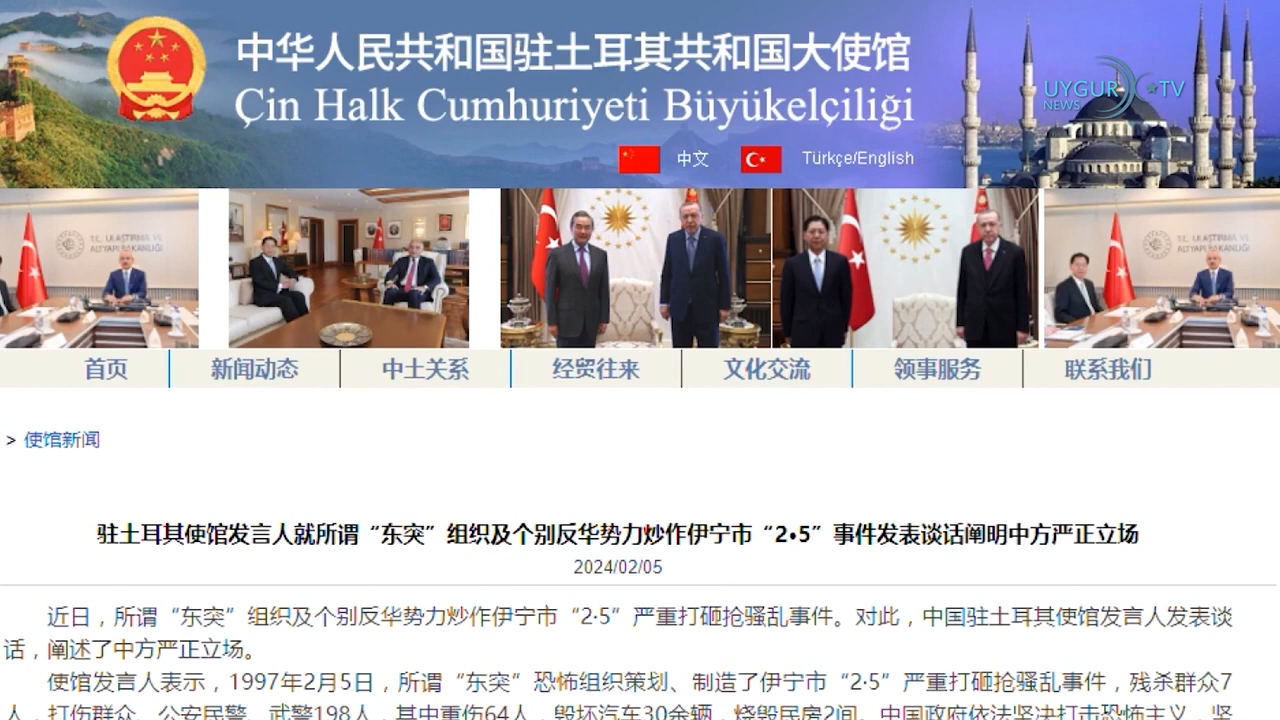 中华人民共和国驻土耳其共和国大使馆
Çin Halk Cumhuriyeti Büyükelçiliği
中文
Türkçe/English
UYGUR TV
NEWS
T.C. ULAŞTIRMA VE
ALTYAPI BAKANLIĞI
T.C. ULAŞTIRMA VE
ALTYAPI BAKANLIĞI
首页
新闻动态
中土关系
经贸往来
文化交流
领事服务
联系我们
> 使馆新闻
驻土耳其使馆发言人就所谓“东突”组织及个别反华势力炒作伊宁市“2•5”事件发表谈话阐明中方严正立场
2024/02/05
近日，所谓“东突”组织及个别反华势力炒作伊宁市“2·5”严重打砸抢骚乱事件。对此，中国驻土耳其使馆发言人发表谈
话，阐述了中方严正立场。
使馆发言人表示，1997年2月5日，所谓“东突”恐怖组织策划、制造了伊宁市“2·5”严重打砸抢骚乱事件，残杀群众7
人，打伤群众、公安民警、武警198人，其中重伤64人，毁坏汽车30余辆，烧毁民房2间。中国政府依法坚决打击恐怖主义，坚